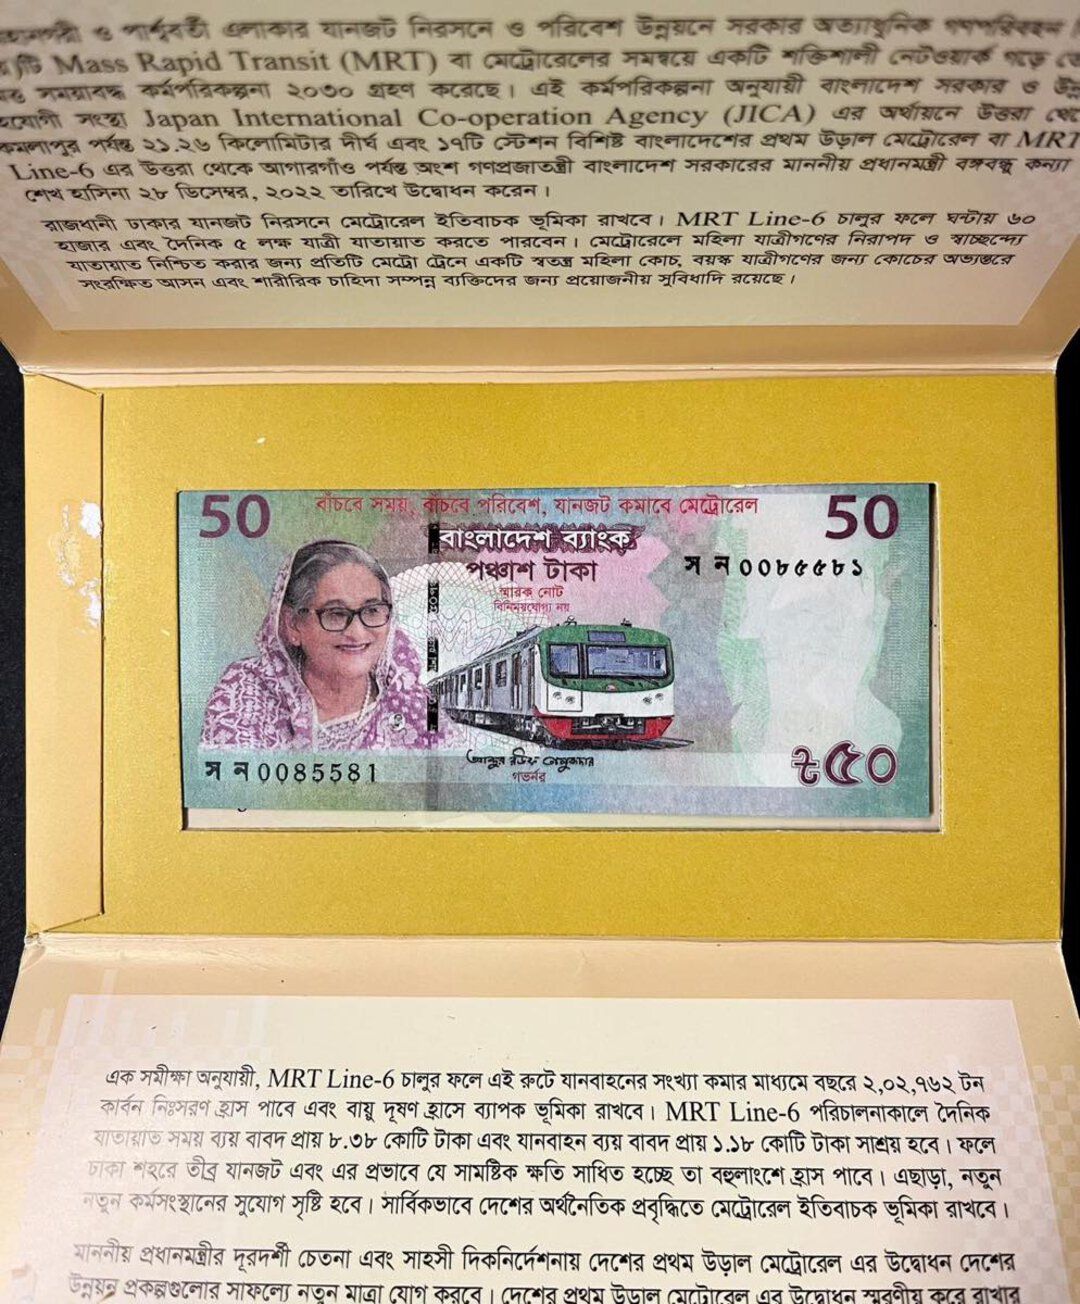 ও পার্শ্ববর্তী এলাকার যানজট নিরসনে ও পরিবেশ উন্নয়নে সরকার অত্যাধুনিক গণপরিবহন
Mass Rapid Transit (MRT) বা মেট্রোরেলের সমন্বয়ে একটি শক্তিশালী নেটওয়ার্ক গড়ে
সময়াবদ্ধ কর্মপরিকল্পনা ২০৩০ গ্রহণ করেছে। এই কর্মপরিকল্পনা অনুযায়ী বাংলাদেশ সরকার ও
সংস্থা Japan International Co-operation Agency (JICA) এর অর্থায়নে উত্তরা
কমলাপুর পর্যন্ত ২১.২৬ কিলোমিটার দীর্ঘ এবং ১৭টি স্টেশন বিশিষ্ট বাংলাদেশের প্রথম উড়াল মেট্রোরেল বা MRT
Line-6 এর উত্তরা থেকে আগারগাঁও পর্যন্ত অংশ গণপ্রজাতন্ত্রী বাংলাদেশ সরকারের মাননীয় প্রধানমন্ত্রী বঙ্গবন্ধু কন্যা
শেখ হাসিনা ২৮ ডিসেম্বর, ২০২২ তারিখে উদ্বোধন করেন।
রাজধানী ঢাকার যানজট নিরসনে মেট্রোরেল ইতিবাচক ভূমিকা রাখবে। MRT Line-6 চালুর ফলে ঘন্টায় ৬০
হাজার এবং দৈনিক ৫ লক্ষ যাত্রী যাতায়াত করতে পারবেন। মেট্রোরেলে মহিলা যাত্রীগণের নিরাপদ ও স্বাচ্ছন্দ্যে
যাতায়াত নিশ্চিত করার জন্য প্রতিটি মেট্রো ট্রেনে একটি স্বতন্ত্র মহিলা কোচ, বয়স্ক যাত্রীগণের জন্য কোচের অভ্যন্তরে
সংরক্ষিত আসন এবং শারীরিক চাহিদা সম্পন্ন ব্যক্তিদের জন্য প্রয়োজনীয় সুবিধাদি রয়েছে।
50 বাঁচবে সময়, বাঁচবে পরিবেশ, যানজট কমাবে মেট্রোরেল 50
বাংলাদেশ ব্যাংক
পঞ্চাশ টাকা
স ন ০০৮৫৫৮১
স্মারক নোট
বিনিময়যোগ্য নয়
স ন 0085581
গভর্নর
৳৫০
এক সমীক্ষা অনুযায়ী, MRT Line-6 চালুর ফলে এই রুটে যানবাহনের সংখ্যা কমার মাধ্যমে বছরে ২,০২,৭৬২ টন
কার্বন নিঃসরণ হ্রাস পাবে এবং বায়ু দূষণ হ্রাসে ব্যাপক ভূমিকা রাখবে। MRT Line-6 পরিচালনাকালে দৈনিক
যাতায়াত সময় ব্যয় বাবদ প্রায় ৮.৩৮ কোটি টাকা এবং যানবাহন ব্যয় বাবদ প্রায় ১.১৮ কোটি টাকা সাশ্রয় হবে। ফলে
ঢাকা শহরে তীব্র যানজট এবং এর প্রভাবে যে সামষ্টিক ক্ষতি সাধিত হচ্ছে তা বহুলাংশে হ্রাস পাবে। এছাড়া, নতুন
নতুন কর্মসংস্থানের সুযোগ সৃষ্টি হবে। সার্বিকভাবে দেশের অর্থনৈতিক প্রবৃদ্ধিতে মেট্রোরেল ইতিবাচক ভূমিকা রাখবে।
মাননীয় প্রধানমন্ত্রীর দূরদর্শী চেতনা এবং সাহসী দিকনির্দেশনায় দেশের প্রথম উড়াল মেট্রোরেল এর উদ্বোধন দেশের
উন্নয়ন প্রকল্পগুলোর সাফল্যে নতুন মাত্রা যোগ করবে। দেশের প্রথম উড়াল মেট্রোরেল এর উদ্বোধন স্মরণীয় করে রাখার